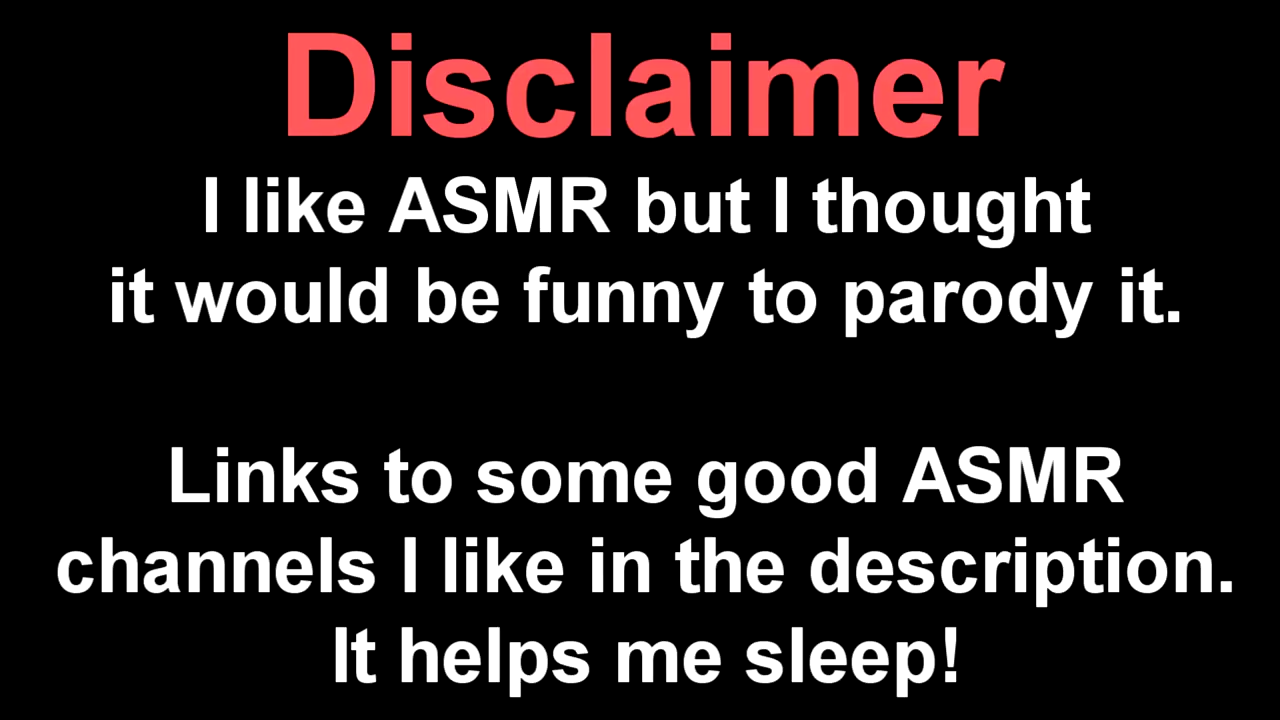 Disclaimer
I like ASMR but I thought
it would be funny to parody it.
Links to some good ASMR
channels I like in the description.
It helps me sleep!